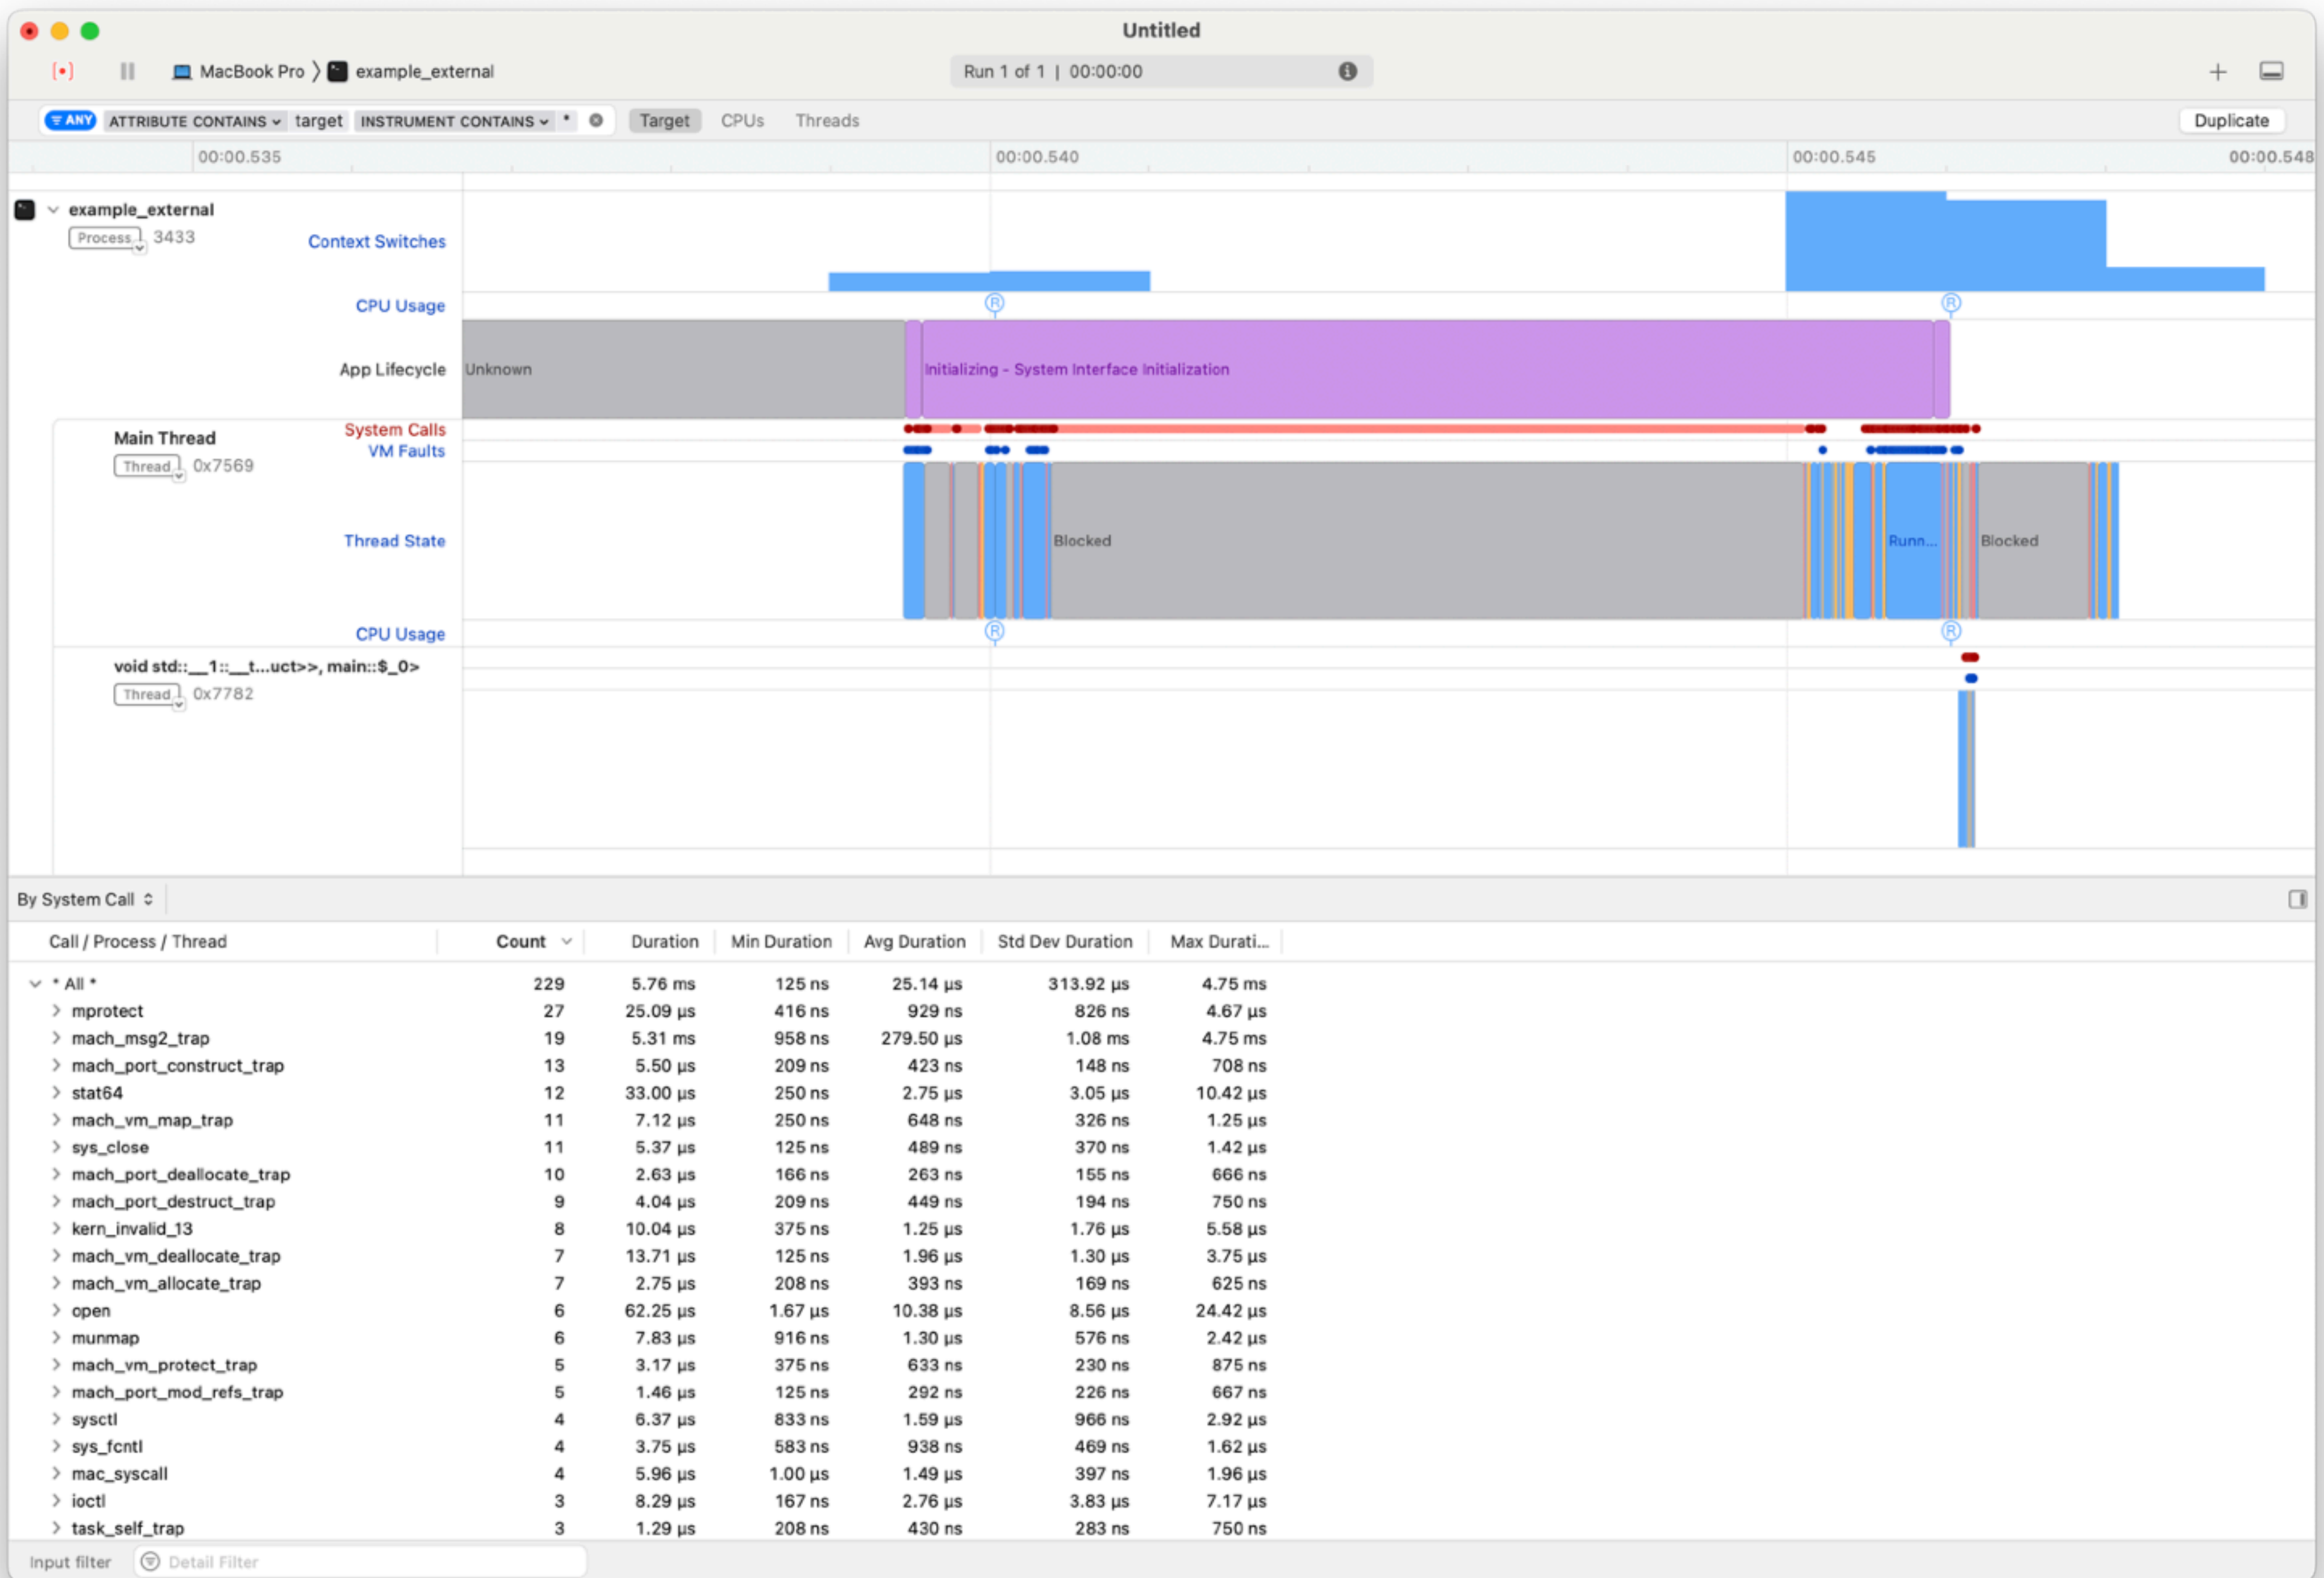 Untitled
MacBook Pro 〉 example_external
Run 1 of 1 | 00:00:00
ANY ATTRIBUTE CONTAINS target INSTRUMENT CONTAINS * Target CPUs Threads Duplicate
00:00.535 00:00.540 00:00.545 00:00.548
example_external
Process 3433
Context Switches
CPU Usage R R
App Lifecycle Unknown Initializing - System Interface Initialization
Main Thread
Thread 0x7569
System Calls
VM Faults
Thread State Blocked Runn... Blocked
CPU Usage R R
void std::__1::__t...uct>>, main::$_0>
Thread 0x7782
By System Call
Call / Process / Thread Count Duration Min Duration Avg Duration Std Dev Duration Max Durati...
* All * 229 5.76 ms 125 ns 25.14 µs 313.92 µs 4.75 ms
mprotect 27 25.09 µs 416 ns 929 ns 826 ns 4.67 µs
mach_msg2_trap 19 5.31 ms 958 ns 279.50 µs 1.08 ms 4.75 ms
mach_port_construct_trap 13 5.50 µs 209 ns 423 ns 148 ns 708 ns
stat64 12 33.00 µs 250 ns 2.75 µs 3.05 µs 10.42 µs
mach_vm_map_trap 11 7.12 µs 250 ns 648 ns 326 ns 1.25 µs
sys_close 11 5.37 µs 125 ns 489 ns 370 ns 1.42 µs
mach_port_deallocate_trap 10 2.63 µs 166 ns 263 ns 155 ns 666 ns
mach_port_destruct_trap 9 4.04 µs 209 ns 449 ns 194 ns 750 ns
kern_invalid_13 8 10.04 µs 375 ns 1.25 µs 1.76 µs 5.58 µs
mach_vm_deallocate_trap 7 13.71 µs 125 ns 1.96 µs 1.30 µs 3.75 µs
mach_vm_allocate_trap 7 2.75 µs 208 ns 393 ns 169 ns 625 ns
open 6 62.25 µs 1.67 µs 10.38 µs 8.56 µs 24.42 µs
munmap 6 7.83 µs 916 ns 1.30 µs 576 ns 2.42 µs
mach_vm_protect_trap 5 3.17 µs 375 ns 633 ns 230 ns 875 ns
mach_port_mod_refs_trap 5 1.46 µs 125 ns 292 ns 226 ns 667 ns
sysctl 4 6.37 µs 833 ns 1.59 µs 966 ns 2.92 µs
sys_fcntl 4 3.75 µs 583 ns 938 ns 469 ns 1.62 µs
mac_syscall 4 5.96 µs 1.00 µs 1.49 µs 397 ns 1.96 µs
ioctl 3 8.29 µs 167 ns 2.76 µs 3.83 µs 7.17 µs
task_self_trap 3 1.29 µs 208 ns 430 ns 283 ns 750 ns
Input filter Detail Filter